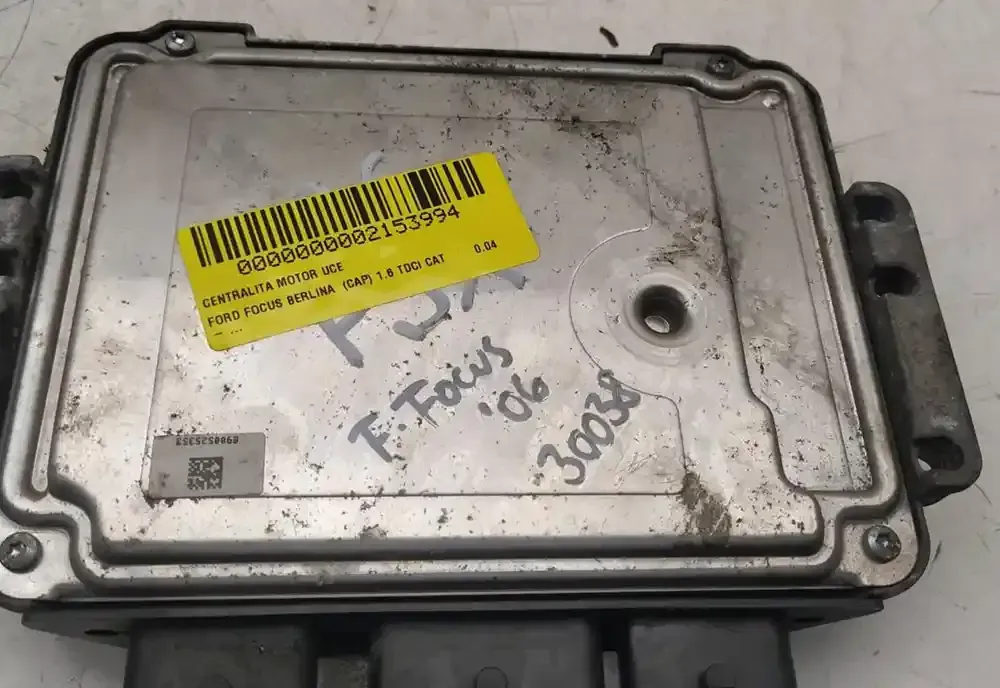 0000000002153994
CENTRALITA MOTOR UCE
FORD FOCUS BERLINA (CAP) 1.6 TDCI CAT 0.04
- ...
F. FOCUS
'06
30038